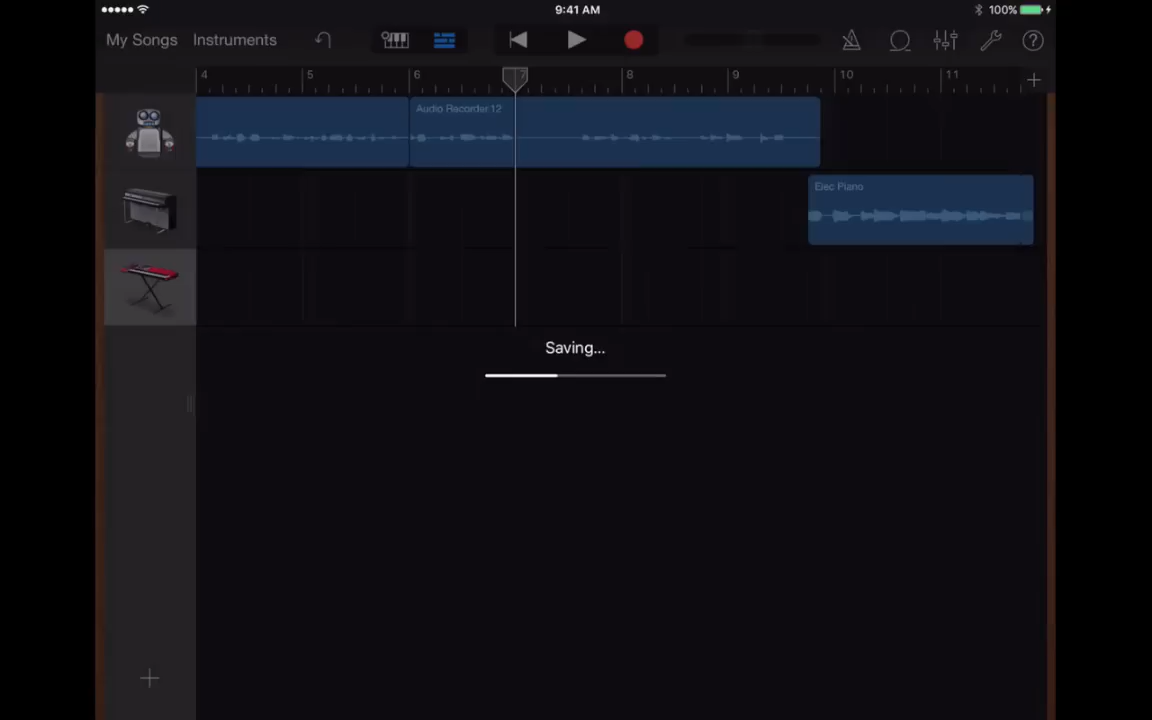 9:41 AM
100%
My Songs Instruments
4 5 6 7 8 9 10 11
Audio Recorder 12
Elec Piano
Saving...